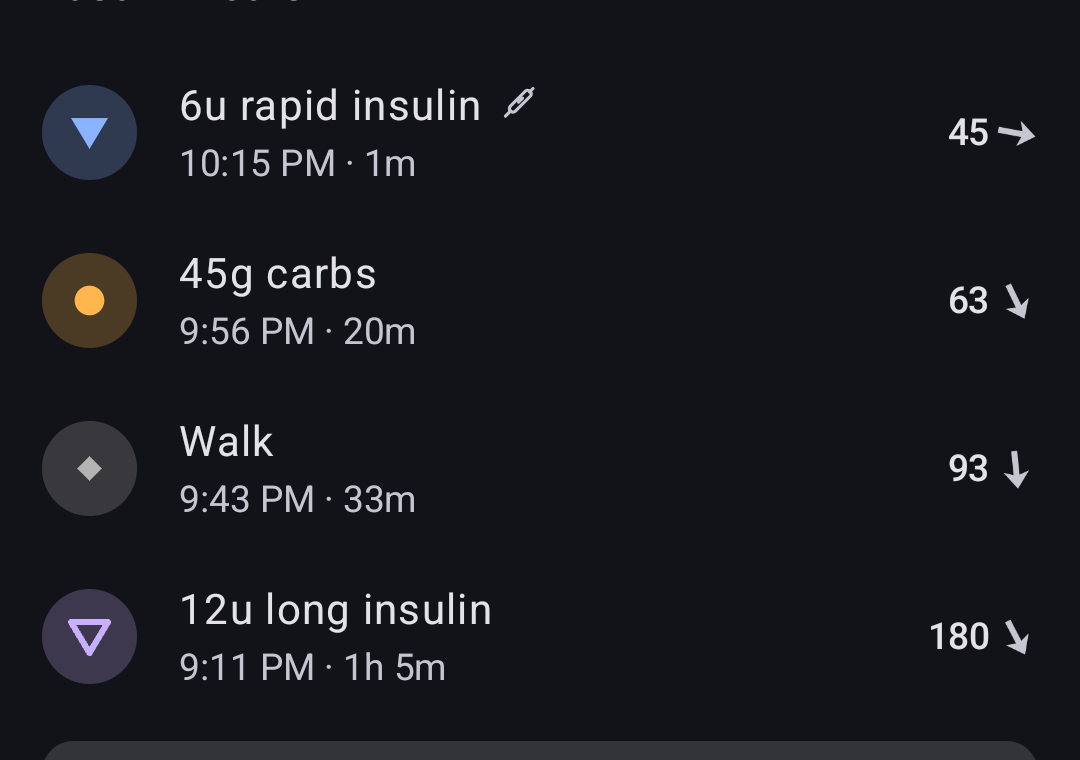 6u rapid insulin
10:15 PM · 1m
45
45g carbs
9:56 PM · 20m
63
Walk
9:43 PM · 33m
93
12u long insulin
9:11 PM · 1h 5m
180